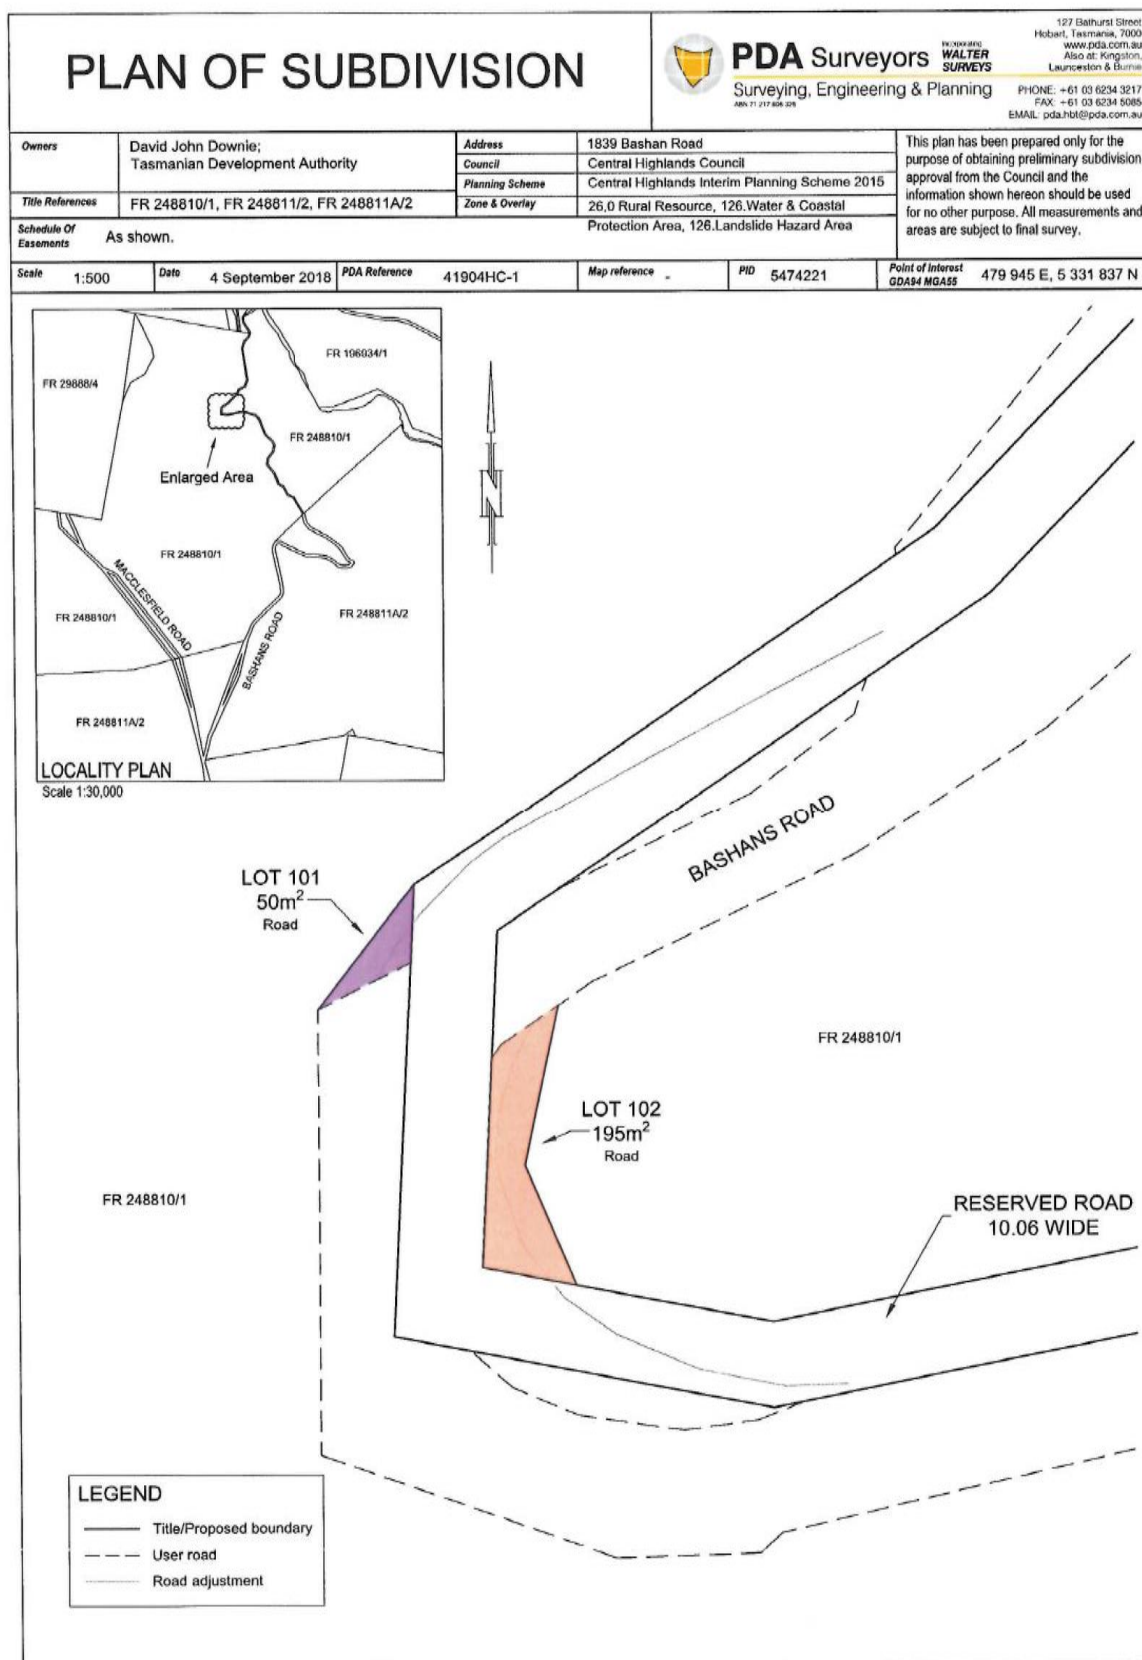 PLAN OF SUBDIVISION
PDA Surveyors
INCORPORATING
WALTER
SURVEYS
Surveying, Engineering & Planning
127 Bathurst Street
Hobart, Tasmania, 7000
www.pda.com.au
Also at: Kingston,
Launceston & Burnie
PHONE: +61 03 6234 3217
FAX: +61 03 6234 5085
EMAIL: pda.hbt@pda.com.au
Owners
David John Downie;
Tasmanian Development Authority
Title References
FR 248810/1, FR 248811/2, FR 248811A/2
Address
1839 Bashan Road
Council
Central Highlands Council
Planning Scheme
Central Highlands Interim Planning Scheme 2015
Zone & Overlay
26,0 Rural Resource, 126.Water & Coastal
Protection Area, 126.Landslide Hazard Area
This plan has been prepared only for the
purpose of obtaining preliminary subdivision
approval from the Council and the
information shown hereon should be used
for no other purpose. All measurements and
areas are subject to final survey.
Schedule Of
Easements
As shown.
Scale 1:500
Date 4 September 2018
PDA Reference 41904HC-1
Map reference -
PID 5474221
Point of Interest
GDA94 MGA55
479 945 E, 5 331 837 N
FR 29888/4
FR 106034/1
FR 248810/1
Enlarged Area
FR 248810/1
MACCLESFIELD ROAD
FR 248810/1
FR 248811A/2
BASHANS ROAD
FR 248811A/2
LOCALITY PLAN
Scale 1:30,000
N
BASHANS ROAD
LOT 101
50m²
Road
FR 248810/1
LOT 102
195m²
Road
FR 248810/1
RESERVED ROAD
10.06 WIDE
LEGEND
Title/Proposed boundary
User road
Road adjustment